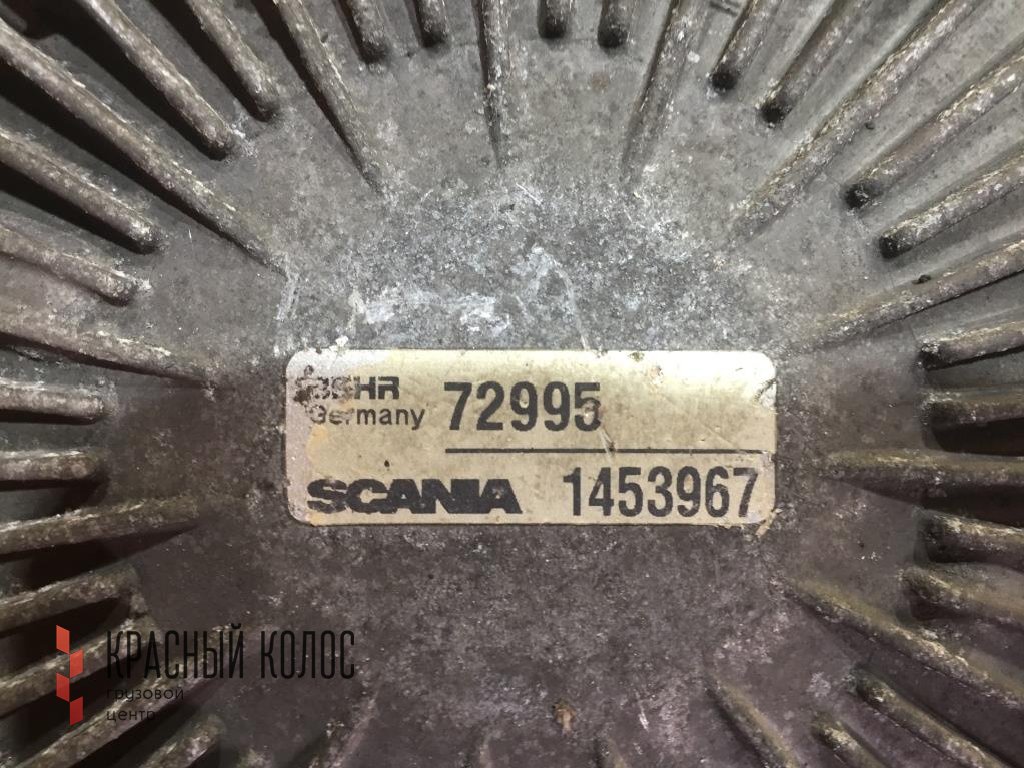 BEHR
Germany 72995
SCANIA 1453967
КРАСНЫЙ КОЛОС
грузовой
центр